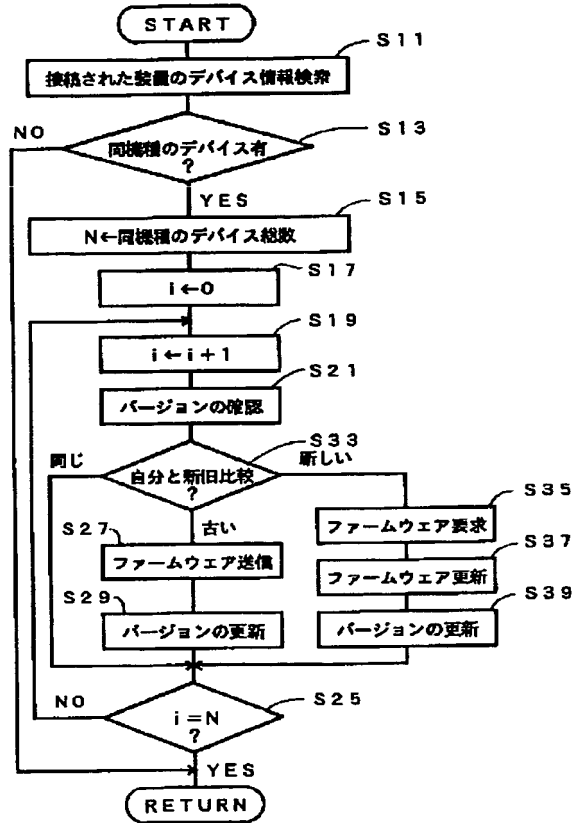 START
S11
接続された装置のデバイス情報検索
S13
NO
同機種のデバイス有
?
YES
S15
N←同機種のデバイス総数
S17
i←0
S19
i←i+1
S21
バージョンの確認
S33
同じ
自分と新旧比較
?
新しい
S27
古い
S35
ファームウェア送信
ファームウェア要求
S37
S29
ファームウェア更新
バージョンの更新
S39
バージョンの更新
NO
S25
i=N
?
YES
RETURN